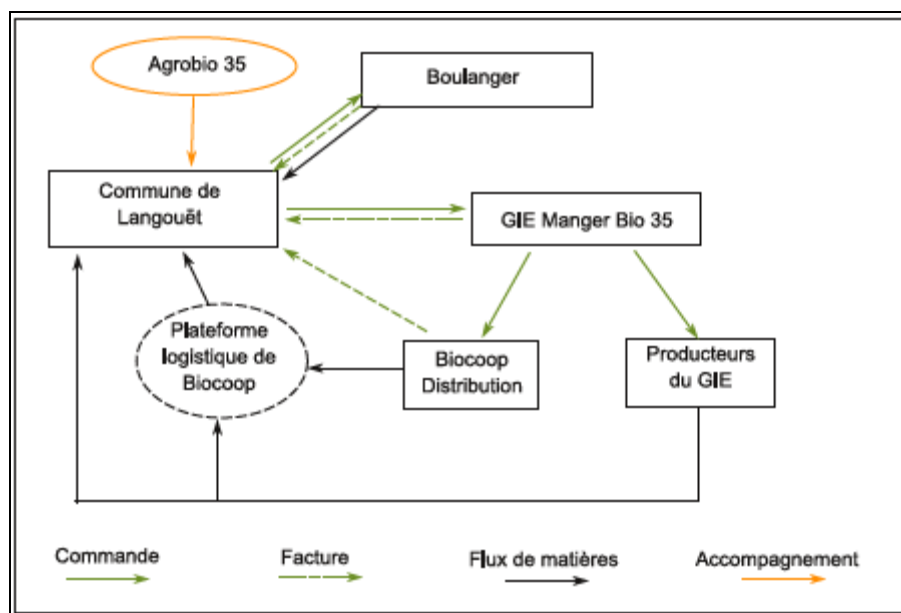 Agrobio 35
Boulanger
Commune de
Langouët
GIE Manger Bio 35
Plateforme
logistique de
Biocoop
Biocoop
Distribution
Producteurs
du GIE
Commande
Facture
Flux de matières
Accompagnement